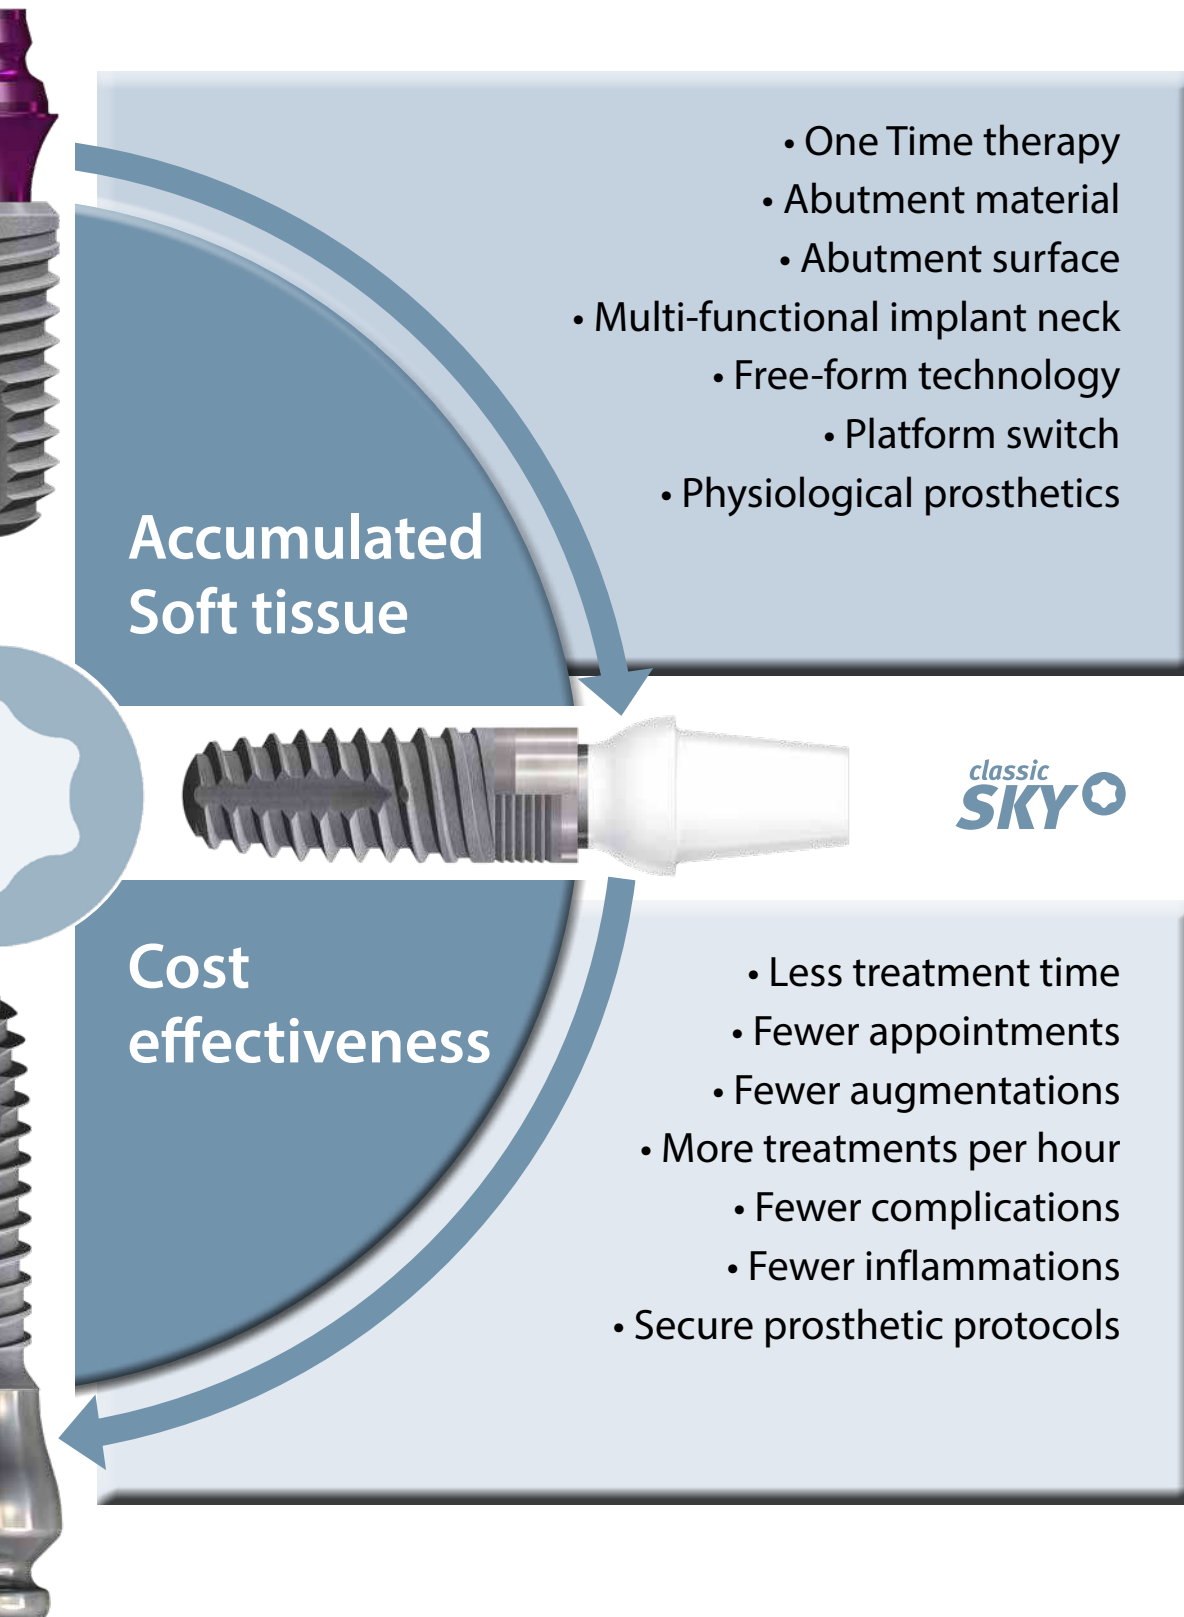 • One Time therapy
• Abutment material
• Abutment surface
• Multi-functional implant neck
• Free-form technology
• Platform switch
• Physiological prosthetics
Accumulated
Soft tissue
classic
SKY
Cost
effectiveness
• Less treatment time
• Fewer appointments
• Fewer augmentations
• More treatments per hour
• Fewer complications
• Fewer inflammations
• Secure prosthetic protocols